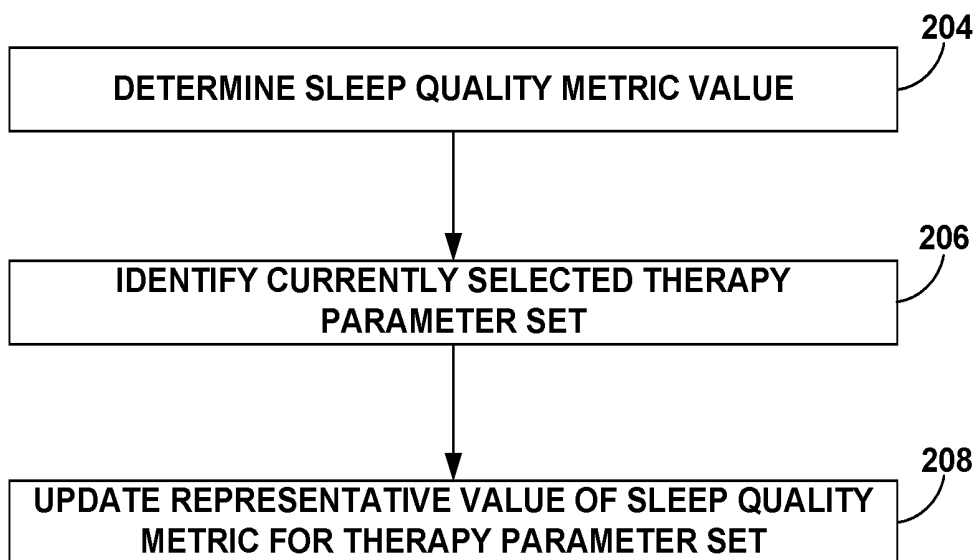 204
DETERMINE SLEEP QUALITY METRIC VALUE
206
IDENTIFY CURRENTLY SELECTED THERAPY
PARAMETER SET
208
UPDATE REPRESENTATIVE VALUE OF SLEEP QUALITY
METRIC FOR THERAPY PARAMETER SET